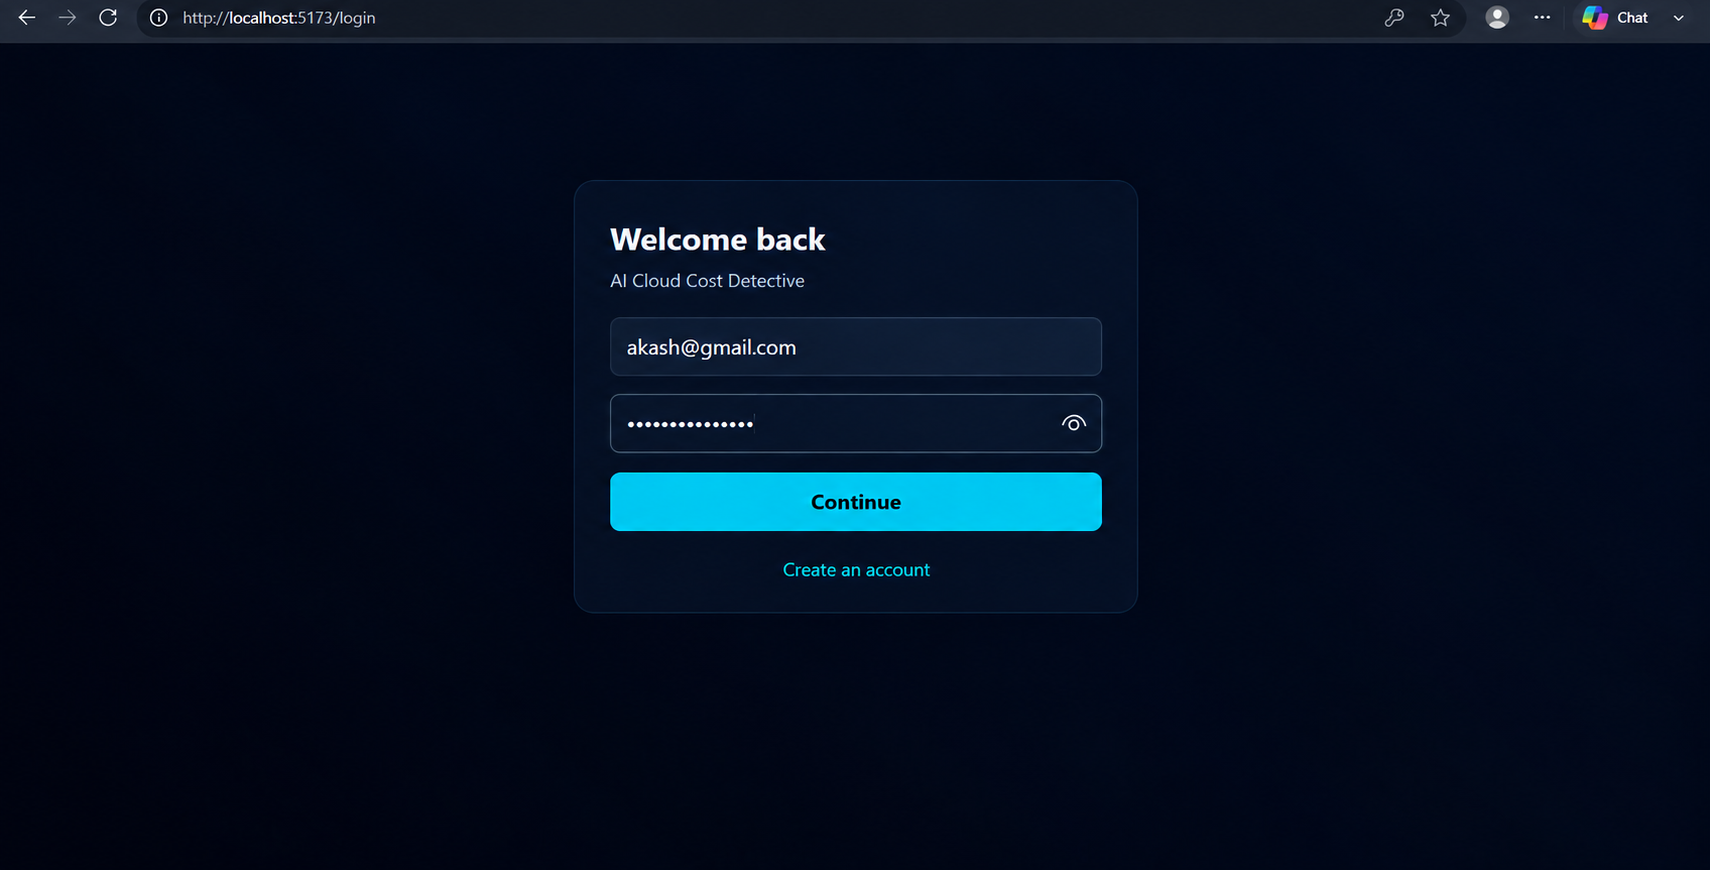 http://localhost:5173/login
Chat
Welcome back
AI Cloud Cost Detective
akash@gmail.com
•••••••••••••••
Continue
Create an account